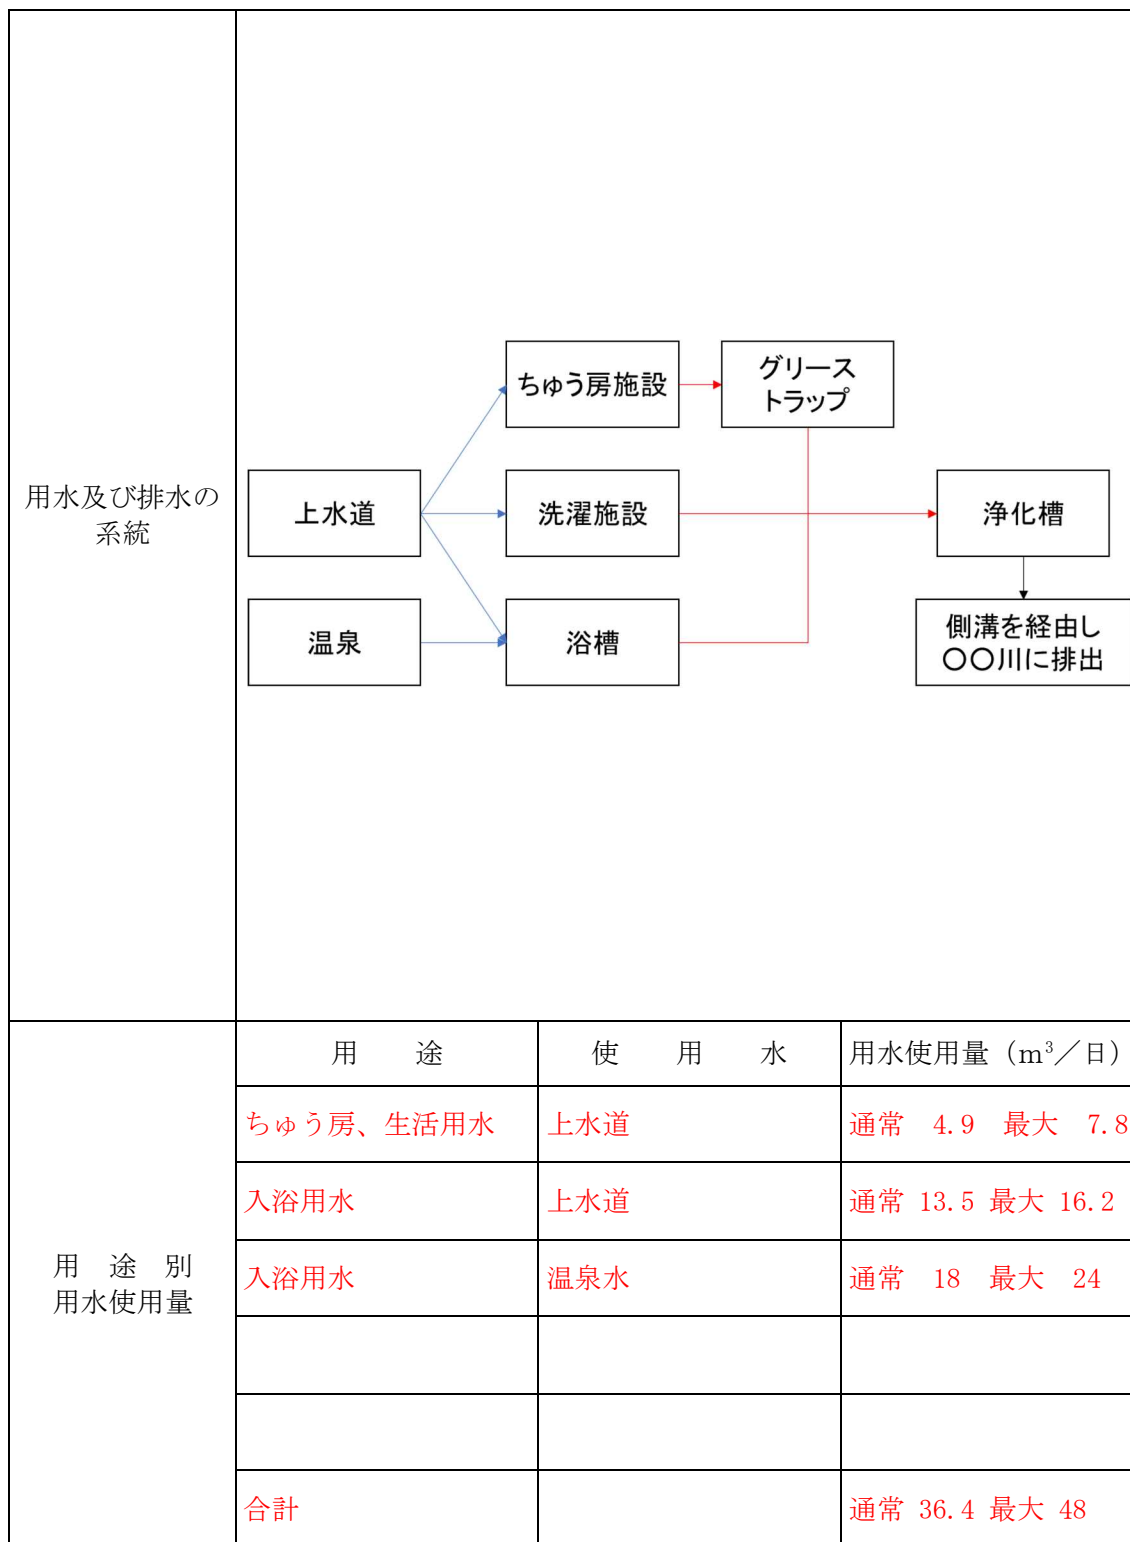 用水及び排水の
系統
ちゅう房施設
グリース
トラップ
上水道
洗濯施設
浄化槽
温泉
浴槽
側溝を経由し
〇〇川に排出
用　途　別
用水使用量
用　　途
使　　用　　水
用水使用量（m³／日）
ちゅう房、生活用水
上水道
通常　4.9　最大　7.8
入浴用水
上水道
通常 13.5 最大 16.2
入浴用水
温泉水
通常　18　最大　24
合計
通常 36.4 最大 48